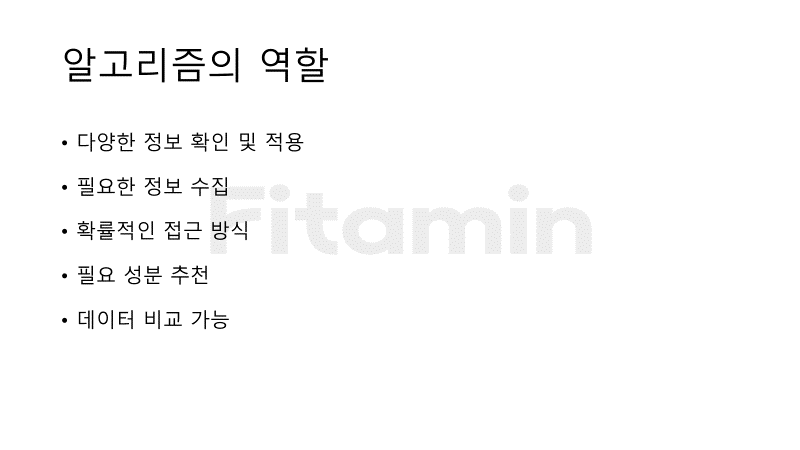 알고리즘의 역할
• 다양한 정보 확인 및 적용
• 필요한 정보 수집
• 확률적인 접근 방식
• 필요 성분 추천
• 데이터 비교 가능
Fitamin